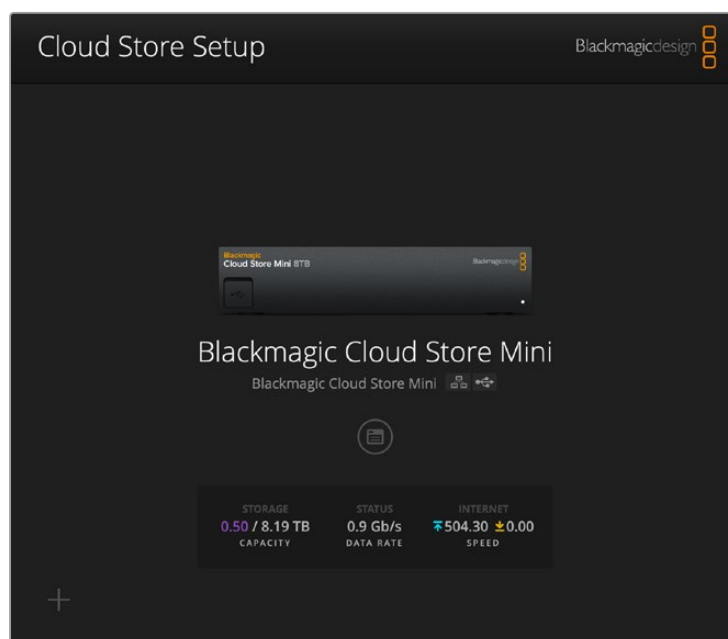 Cloud Store Setup
Blackmagicdesign
Blackmagic
Cloud Store Mini 8TB
Blackmagicdesign
Blackmagic Cloud Store Mini
Blackmagic Cloud Store Mini
STORAGE STATUS INTERNET
0.50 / 8.19 TB 0.9 Gb/s 504.30 0.00
CAPACITY DATA RATE SPEED